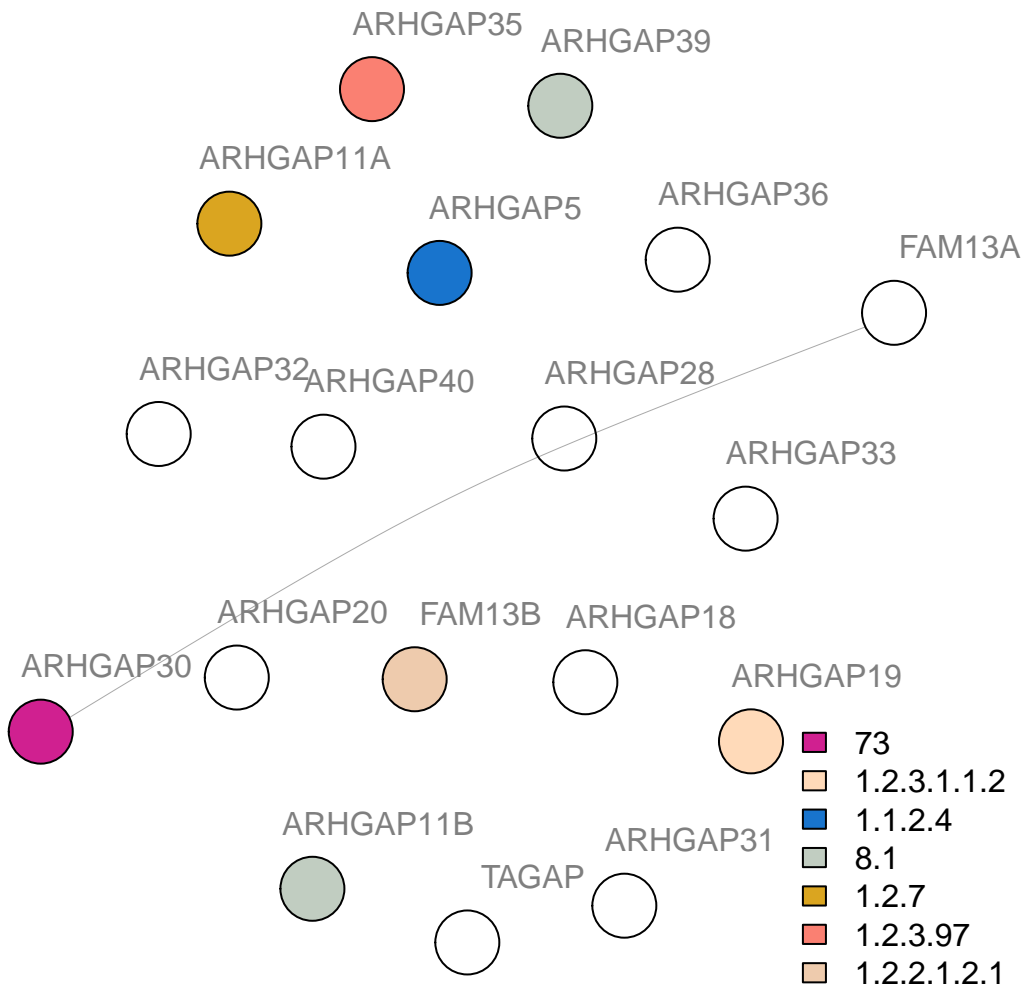 ARHGAP35
ARHGAP39
ARHGAP11A
ARHGAP36
ARHGAP5
FAM13A
ARHGAP32
ARHGAP40
ARHGAP28
ARHGAP33
ARHGAP20
FAM13B
ARHGAP18
ARHGAP30
ARHGAP19
73
1.2.3.1.1.2
1.1.2.4
ARHGAP11B
ARHGAP31
8.1
TAGAP
1.2.7
1.2.3.97
1.2.2.1.2.1